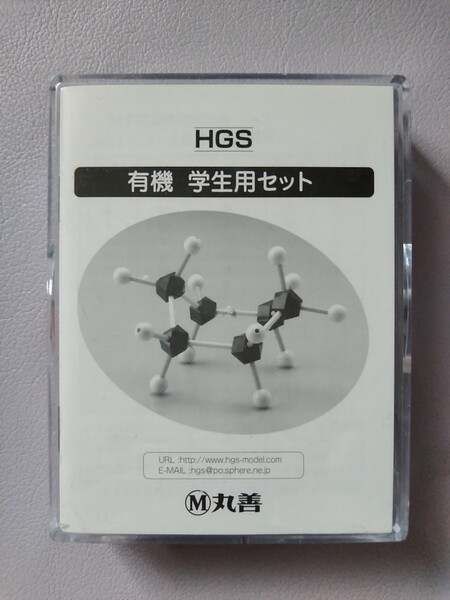 HGS
有機 学生用セット
URL :http://www.hgs-model.com
E-MAIL :hgs@po.sphere.ne.jp
Ⓜ丸善